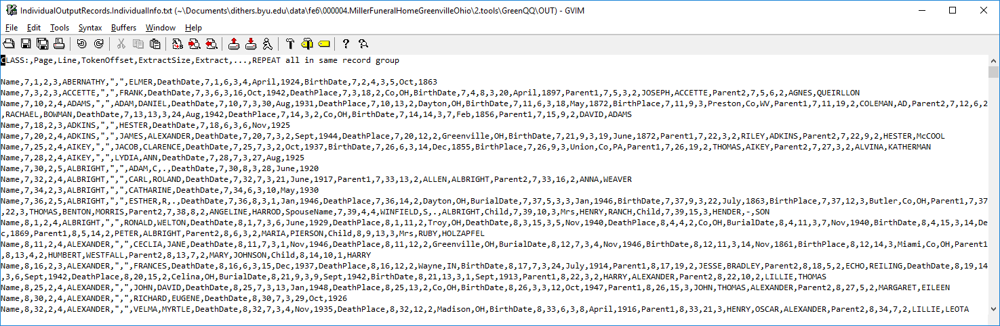 IndividualOutputRecords.IndividualInfo.txt (~\Documents\dithers.byu.edu\data\fe6\000004.MillerFuneralHomeGreenvilleOhio\2.tools\GreenQQ\OUT) - GVIM
File Edit Tools Syntax Buffers Window Help
CLASS:,Page,Line,TokenOffset,ExtractSize,Extract,...,REPEAT all in same record group
Name,7,1,2,3,ABERNATHY,",",ELMER,DeathDate,7,1,6,3,4,April,1924,BirthDate,7,2,4,3,5,Oct,1863
Name,7,3,2,3,ACCETTE,",",FRANK,DeathDate,7,3,6,3,16,Oct,1942,DeathPlace,7,3,18,2,Co,OH,BirthDate,7,4,8,3,20,April,1897,Parent1,7,5,3,2,JOSEPH,ACCETTE,Parent2,7,5,6,2,AGNES,QUEIRLLON
Name,7,10,2,4,ADAMS,",",ADAM,DANIEL,DeathDate,7,10,7,3,30,Aug,1931,DeathPlace,7,10,13,2,Dayton,OH,BirthDate,7,11,6,3,18,May,1872,BirthPlace,7,11,9,3,Preston,Co,WV,Parent1,7,11,19,2,COLEMAN,AD,Parent2,7,12,6,2
,RACHAEL,BOWMAN,DeathDate,7,13,13,3,24,Aug,1942,DeathPlace,7,14,3,2,Co,OH,BirthDate,7,14,14,3,7,Feb,1856,Parent1,7,15,9,2,DAVID,ADAMS
Name,7,18,2,3,ADKINS,",",HESTER,DeathDate,7,18,6,3,6,Nov,1925
Name,7,20,2,4,ADKINS,",",JAMES,ALEXANDER,DeathDate,7,20,7,3,2,Sept,1944,DeathPlace,7,20,12,2,Greenville,OH,BirthDate,7,21,9,3,19,June,1872,Parent1,7,22,3,2,RILEY,ADKINS,Parent2,7,22,9,2,HESTER,McCOOL
Name,7,25,2,4,AIKEY,",",JACOB,CLARENCE,DeathDate,7,25,7,3,2,Oct,1937,BirthDate,7,26,6,3,14,Dec,1855,BirthPlace,7,26,9,3,Union,Co,PA,Parent1,7,26,19,2,THOMAS,AIKEY,Parent2,7,27,3,2,ALVINA,KATHERMAN
Name,7,28,2,4,AIKEY,",",LYDIA,ANN,DeathDate,7,28,7,3,27,Aug,1925
Name,7,30,2,5,ALBRIGHT,",",ADAM,C,.,DeathDate,7,30,8,3,28,June,1920
Name,7,32,2,4,ALBRIGHT,",",CARL,ROLAND,DeathDate,7,32,7,3,21,June,1917,Parent1,7,33,13,2,ALLEN,ALBRIGHT,Parent2,7,33,16,2,ANNA,WEAVER
Name,7,34,2,3,ALBRIGHT,",",CATHARINE,DeathDate,7,34,6,3,10,May,1930
Name,7,36,2,5,ALBRIGHT,",",ESTHER,R,.,DeathDate,7,36,8,3,1,Jan,1946,DeathPlace,7,36,14,2,Dayton,OH,BurialDate,7,37,5,3,3,Jan,1946,BirthDate,7,37,9,3,22,July,1863,BirthPlace,7,37,12,3,Butler,Co,OH,Parent1,7,37
,22,3,THOMAS,BENTON,MORRIS,Parent2,7,38,8,2,ANGELINE,HARROD,SpouseName,7,39,4,4,WINFIELD,S,.,ALBRIGHT,Child,7,39,10,3,Mrs,HENRY,RANCH,Child,7,39,15,3,HENDER,-,SON
Name,8,1,2,4,ALBRIGHT,",",RONALD,WELTON,DeathDate,8,1,7,3,6,June,1929,DeathPlace,8,1,11,2,Troy,OH,DeathDate,8,3,15,3,5,Nov,1940,DeathPlace,8,4,4,2,Co,OH,BurialDate,8,4,11,3,7,Nov,1940,BirthDate,8,4,15,3,14,De
c,1869,Parent1,8,5,14,2,PETER,ALBRIGHT,Parent2,8,6,3,2,MARIA,PIERSON,Child,8,9,13,3,Mrs,RUBY,HOLZAPFEL
Name,8,11,2,4,ALEXANDER,",",CECLIA,JANE,DeathDate,8,11,7,3,1,Nov,1946,DeathPlace,8,11,12,2,Greenville,OH,BurialDate,8,12,7,3,4,Nov,1946,BirthDate,8,12,11,3,14,Nov,1861,BirthPlace,8,12,14,3,Miami,Co,OH,Parent1
,8,13,4,2,HUMBERT,WESTFALL,Parent2,8,13,7,2,MARY,JOHNSON,Child,8,14,10,1,HARRY
Name,8,16,2,3,ALEXANDER,",",FRANCES,DeathDate,8,16,6,3,15,Dec,1937,DeathPlace,8,16,12,2,Wayne,IN,BirthDate,8,17,7,3,24,July,1914,Parent1,8,17,19,2,JESSE,BRADLEY,Parent2,8,18,5,2,ECHO,REILING,DeathDate,8,19,14
,3,6,Sept,1942,DeathPlace,8,20,15,2,Celina,OH,BurialDate,8,21,9,3,9,Sept,1942,BirthDate,8,21,13,3,1,Sept,1913,Parent1,8,22,3,2,HARRY,ALEXANDER,Parent2,8,22,10,2,LILLIE,THOMAS
Name,8,25,2,4,ALEXANDER,",",JOHN,DAVID,DeathDate,8,25,7,3,13,Jan,1948,DeathPlace,8,25,13,2,Co,OH,BirthDate,8,26,3,3,12,Oct,1947,Parent1,8,26,15,3,JOHN,THOMAS,ALEXANDER,Parent2,8,27,5,2,MARGARET,EILEEN
Name,8,30,2,4,ALEXANDER,",",RICHARD,EUGENE,DeathDate,8,30,7,3,29,Oct,1926
Name,8,32,2,4,ALEXANDER,",",VELMA,MYRTLE,DeathDate,8,32,7,3,4,Nov,1935,DeathPlace,8,32,12,2,Madison,OH,BirthDate,8,33,6,3,8,April,1916,Parent1,8,33,21,3,HENRY,OSCAR,ALEXANDER,Parent2,8,34,7,2,LILLIE,LEOTA